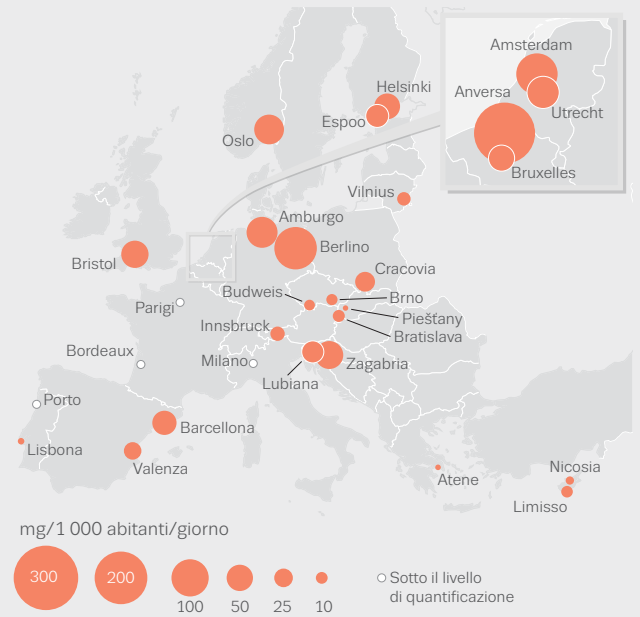 Amsterdam
Anversa
Utrecht
Bruxelles
Helsinki
Espoo
Oslo
Vilnius
Amburgo
Berlino
Bristol
Cracovia
Budweis
Brno
Parigi
Piešťany
Innsbruck
Bratislava
Bordeaux
Milano
Zagabria
Lubiana
Porto
Barcellona
Lisbona
Valenza
Nicosia
Atene
Limisso
mg/1 000 abitanti/giorno
300
200
100
50
25
10
Sotto il livello
di quantificazione